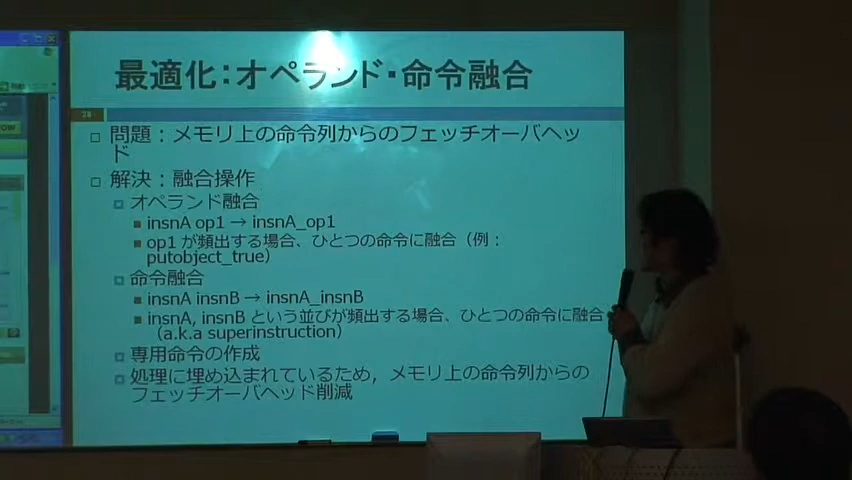 最適化：オペランド・命令融合
28
問題：メモリ上の命令列からのフェッチオーバヘッ
ド
解決：融合操作
オペランド融合
insnA op1 → insnA_op1
op1 が頻出する場合、ひとつの命令に融合（例：
putobject_true）
命令融合
insnA insnB → insnA_insnB
insnA, insnB という並びが頻出する場合、ひとつの命令に融合
（a.k.a superinstruction）
専用命令の作成
処理に埋め込まれているため，メモリ上の命令列からの
フェッチオーバヘッド削減